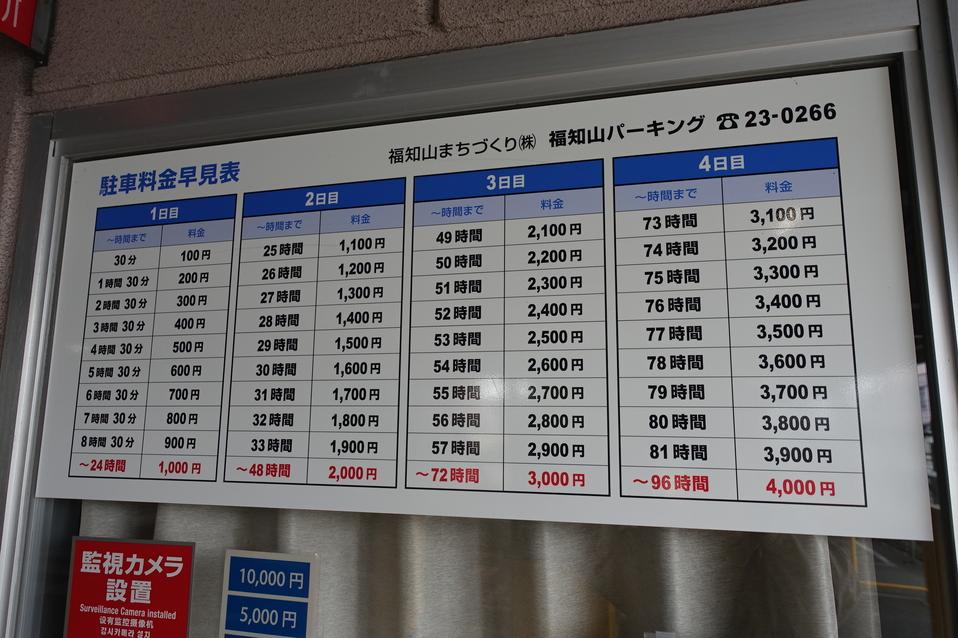 福知山まちづくり㈱ 福知山パーキング ☎23-0266
駐車料金早見表
1日目
～時間まで 料金
30分 100円
1時間30分 200円
2時間30分 300円
3時間30分 400円
4時間30分 500円
5時間30分 600円
6時間30分 700円
7時間30分 800円
8時間30分 900円
～24時間 1,000円
2日目
～時間まで 料金
25時間 1,100円
26時間 1,200円
27時間 1,300円
28時間 1,400円
29時間 1,500円
30時間 1,600円
31時間 1,700円
32時間 1,800円
33時間 1,900円
～48時間 2,000円
3日目
～時間まで 料金
49時間 2,100円
50時間 2,200円
51時間 2,300円
52時間 2,400円
53時間 2,500円
54時間 2,600円
55時間 2,700円
56時間 2,800円
57時間 2,900円
～72時間 3,000円
4日目
～時間まで 料金
73時間 3,100円
74時間 3,200円
75時間 3,300円
76時間 3,400円
77時間 3,500円
78時間 3,600円
79時間 3,700円
80時間 3,800円
81時間 3,900円
～96時間 4,000円
監視カメラ
設置
Surveillance Camera installed
设有监控摄像机
감시카메라 설치
10,000円
5,000円